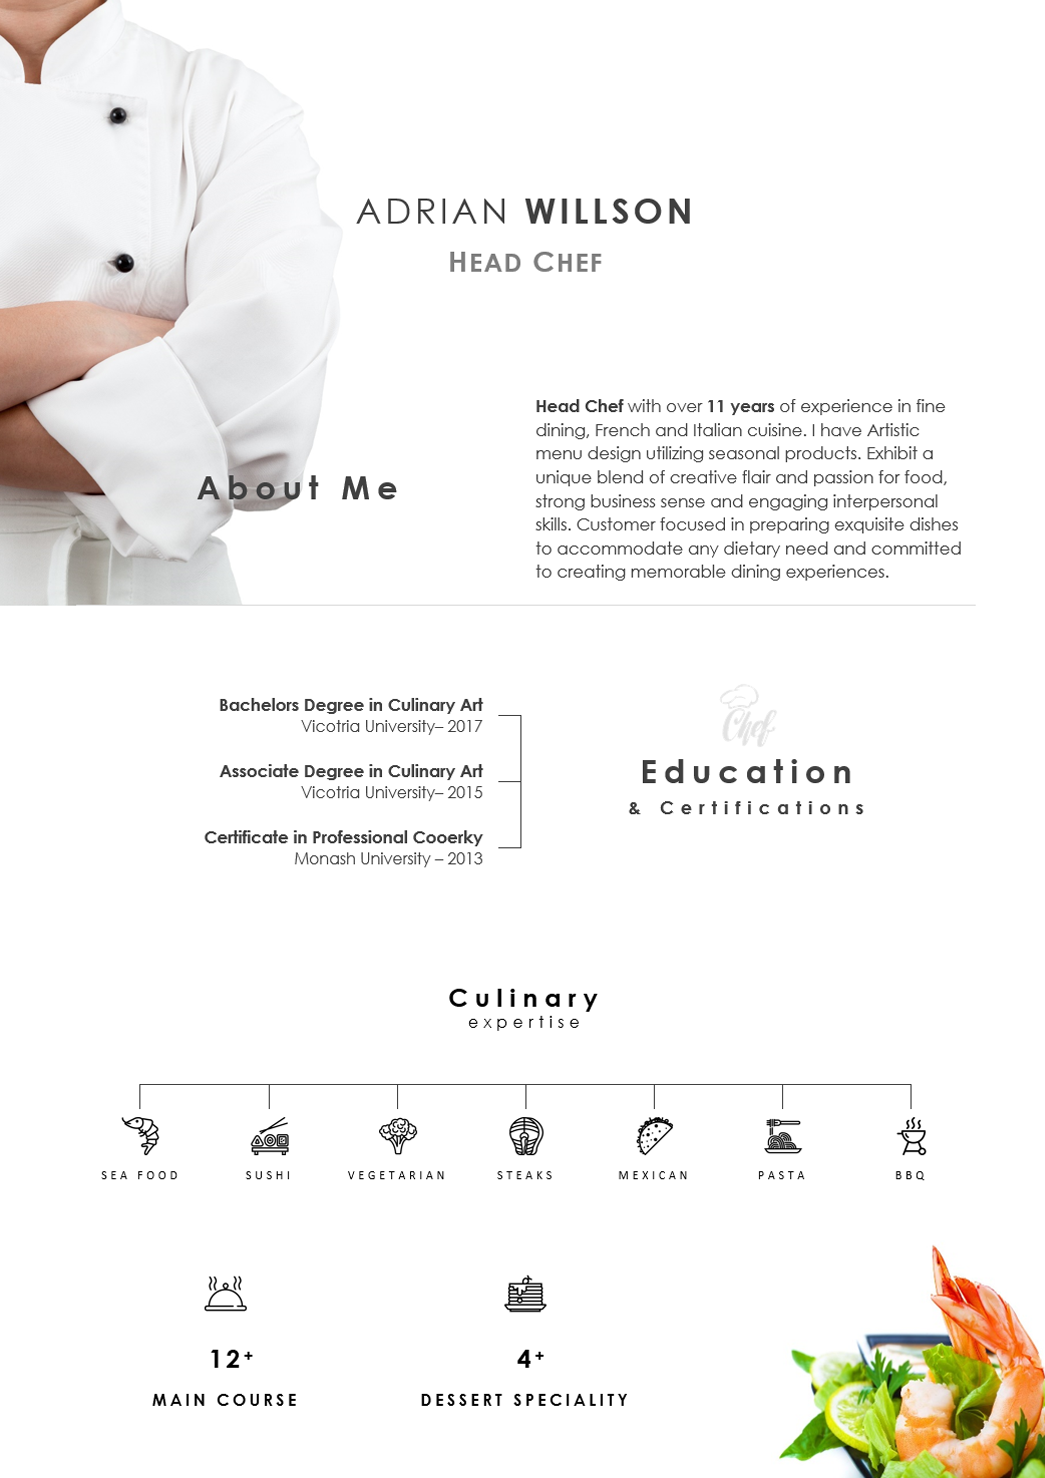 ADRIAN WILLSON
HEAD CHEF
About Me
Head Chef with over 11 years of experience in fine
dining, French and Italian cuisine. I have Artistic
menu design utilizing seasonal products. Exhibit a
unique blend of creative flair and passion for food,
strong business sense and engaging interpersonal
skills. Customer focused in preparing exquisite dishes
to accommodate any dietary need and committed
to creating memorable dining experiences.
Bachelors Degree in Culinary Art
Vicotria University– 2017
Associate Degree in Culinary Art
Vicotria University– 2015
Certificate in Professional Cooerky
Monash University – 2013
Chef
Education
& Certifications
Culinary
expertise
SEA FOOD
SUSHI
VEGETARIAN
STEAKS
MEXICAN
PASTA
BBQ
12+
MAIN COURSE
4+
DESSERT SPECIALITY